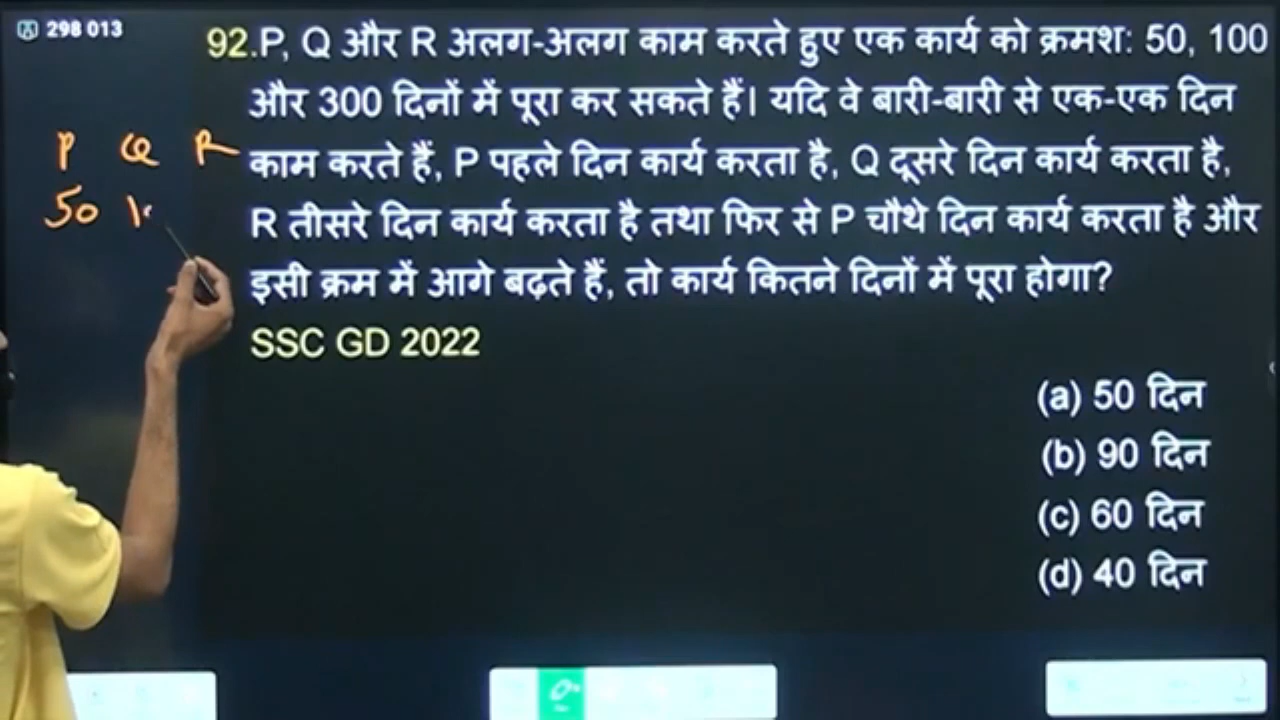 298 013
92.P, Q और R अलग-अलग काम करते हुए एक कार्य को क्रमश: 50, 100
और 300 दिनों में पूरा कर सकते हैं। यदि वे बारी-बारी से एक-एक दिन
काम करते हैं, P पहले दिन कार्य करता है, Q दूसरे दिन कार्य करता है,
R तीसरे दिन कार्य करता है तथा फिर से P चौथे दिन कार्य करता है और
इसी क्रम में आगे बढ़ते हैं, तो कार्य कितने दिनों में पूरा होगा?
SSC GD 2022
P Q R
50
(a) 50 दिन
(b) 90 दिन
(c) 60 दिन
(d) 40 दिन